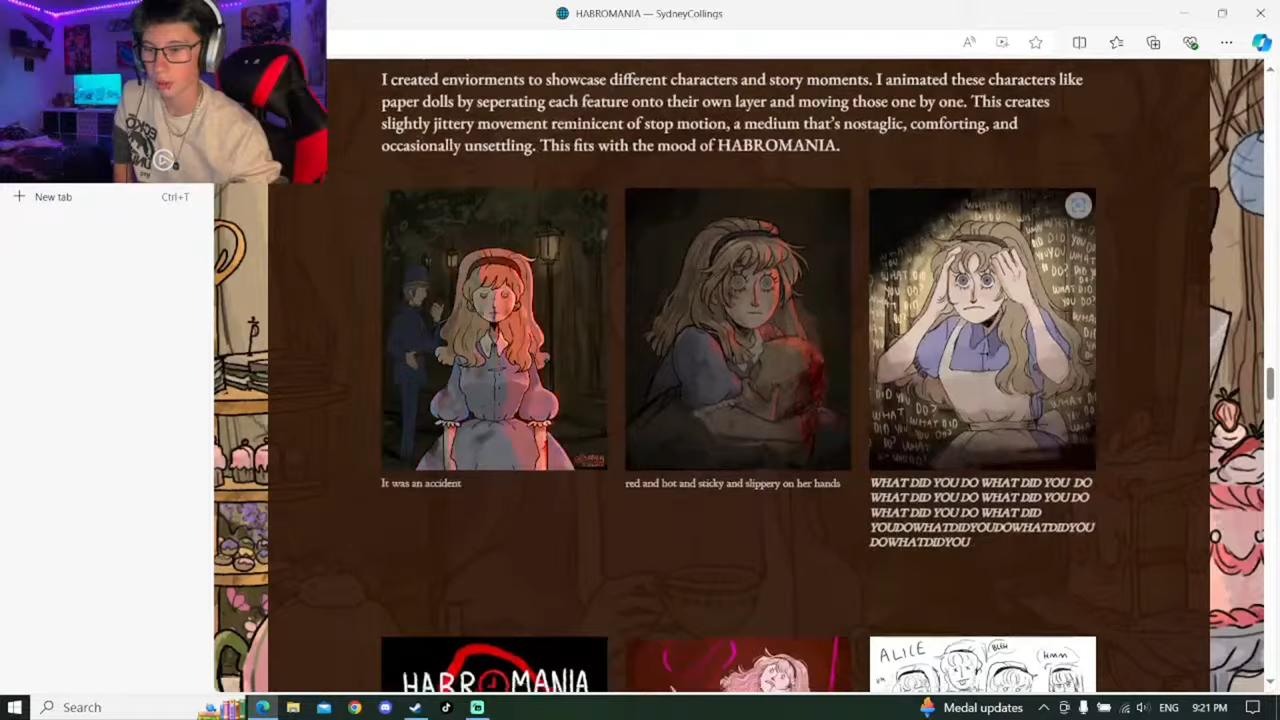 HABROMANIA — SydneyCollings
New tab
Ctrl+T
I created enviorments to showcase different characters and story moments. I animated these characters like
paper dolls by seperating each feature onto their own layer and moving those one by one. This creates
slightly jittery movement reminicent of stop motion, a medium that's nostaglic, comforting, and
occasionally unsettling. This fits with the mood of HABROMANIA.
It was an accident
red and hot and sticky and slippery on her hands
WHAT DID YOU DO WHAT DID YOU DO
WHAT DID YOU DO WHAT DID YOU DO
WHAT DID YOU DO WHAT DID
YOUDOWHATDIDYOUDOWHATDIDYOU
DOWHATDIDYOU
HABROMANIA
ALICE
BLEH
HMM
Search
Medal updates
ENG
9:21 PM